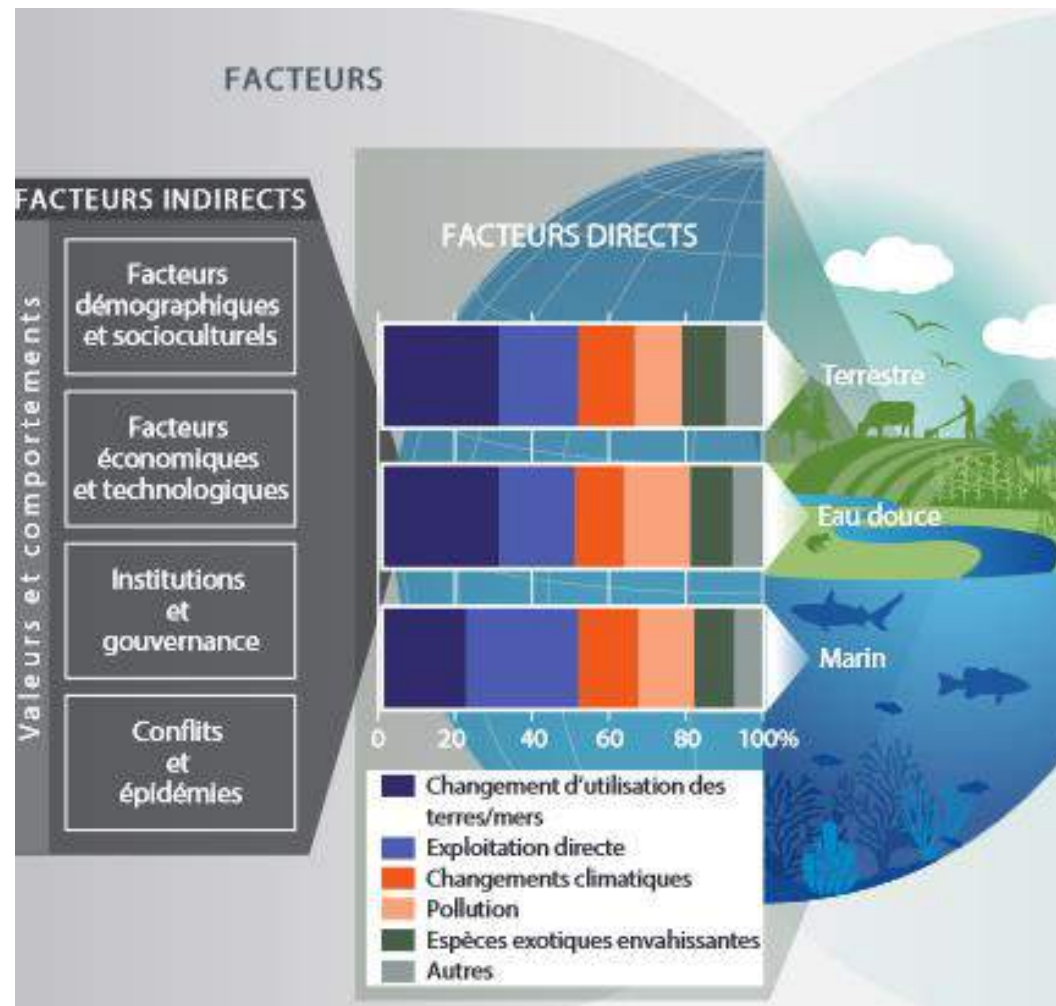 FACTEURS
FACTEURS INDIRECTS
Valeurs et comportements
Facteurs
démographiques
et socioculturels
Facteurs
économiques
et technologiques
Institutions
et
gouvernance
Conflits
et
épidémies
FACTEURS DIRECTS
Terrestre
Eau douce
Marin
0 20 40 60 80 100%
Changement d'utilisation des
terres/mers
Exploitation directe
Changements climatiques
Pollution
Espèces exotiques envahissantes
Autres